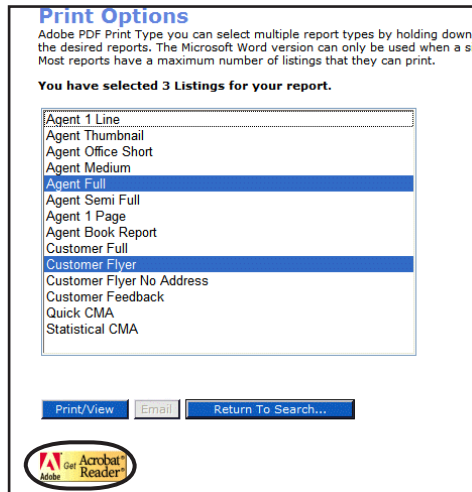 Print Options
Adobe PDF Print Type you can select multiple report types by holding down
the desired reports. The Microsoft Word version can only be used when a s
Most reports have a maximum number of listings that they can print.
You have selected 3 Listings for your report.
Agent 1 Line
Agent Thumbnail
Agent Office Short
Agent Medium
Agent Full
Agent Semi Full
Agent 1 Page
Agent Book Report
Customer Full
Customer Flyer
Customer Flyer No Address
Customer Feedback
Quick CMA
Statistical CMA
Print/View Email Return To Search...
Adobe Get Acrobat®
Reader®